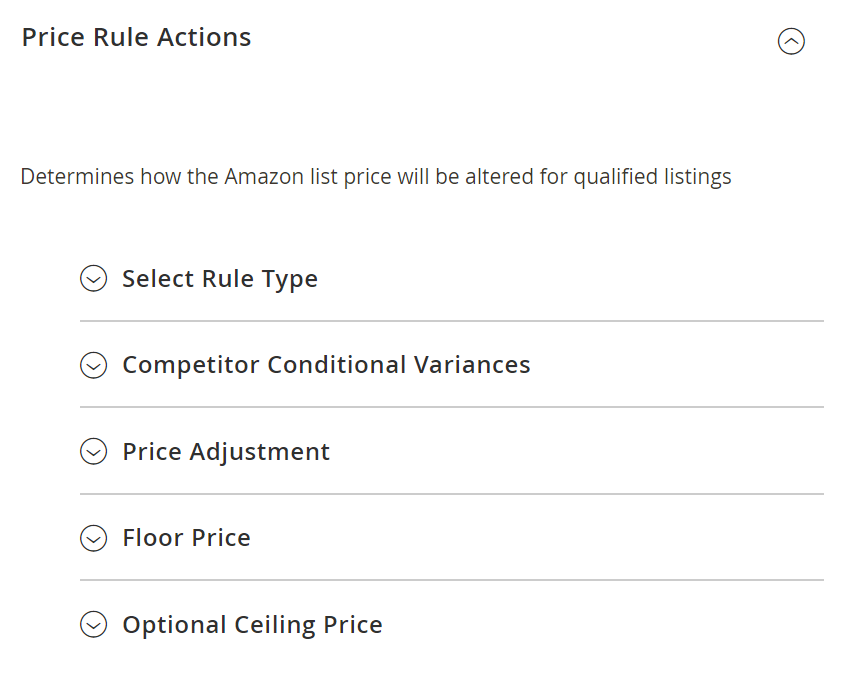 Price Rule Actions
Determines how the Amazon list price will be altered for qualified listings
Select Rule Type
Competitor Conditional Variances
Price Adjustment
Floor Price
Optional Ceiling Price